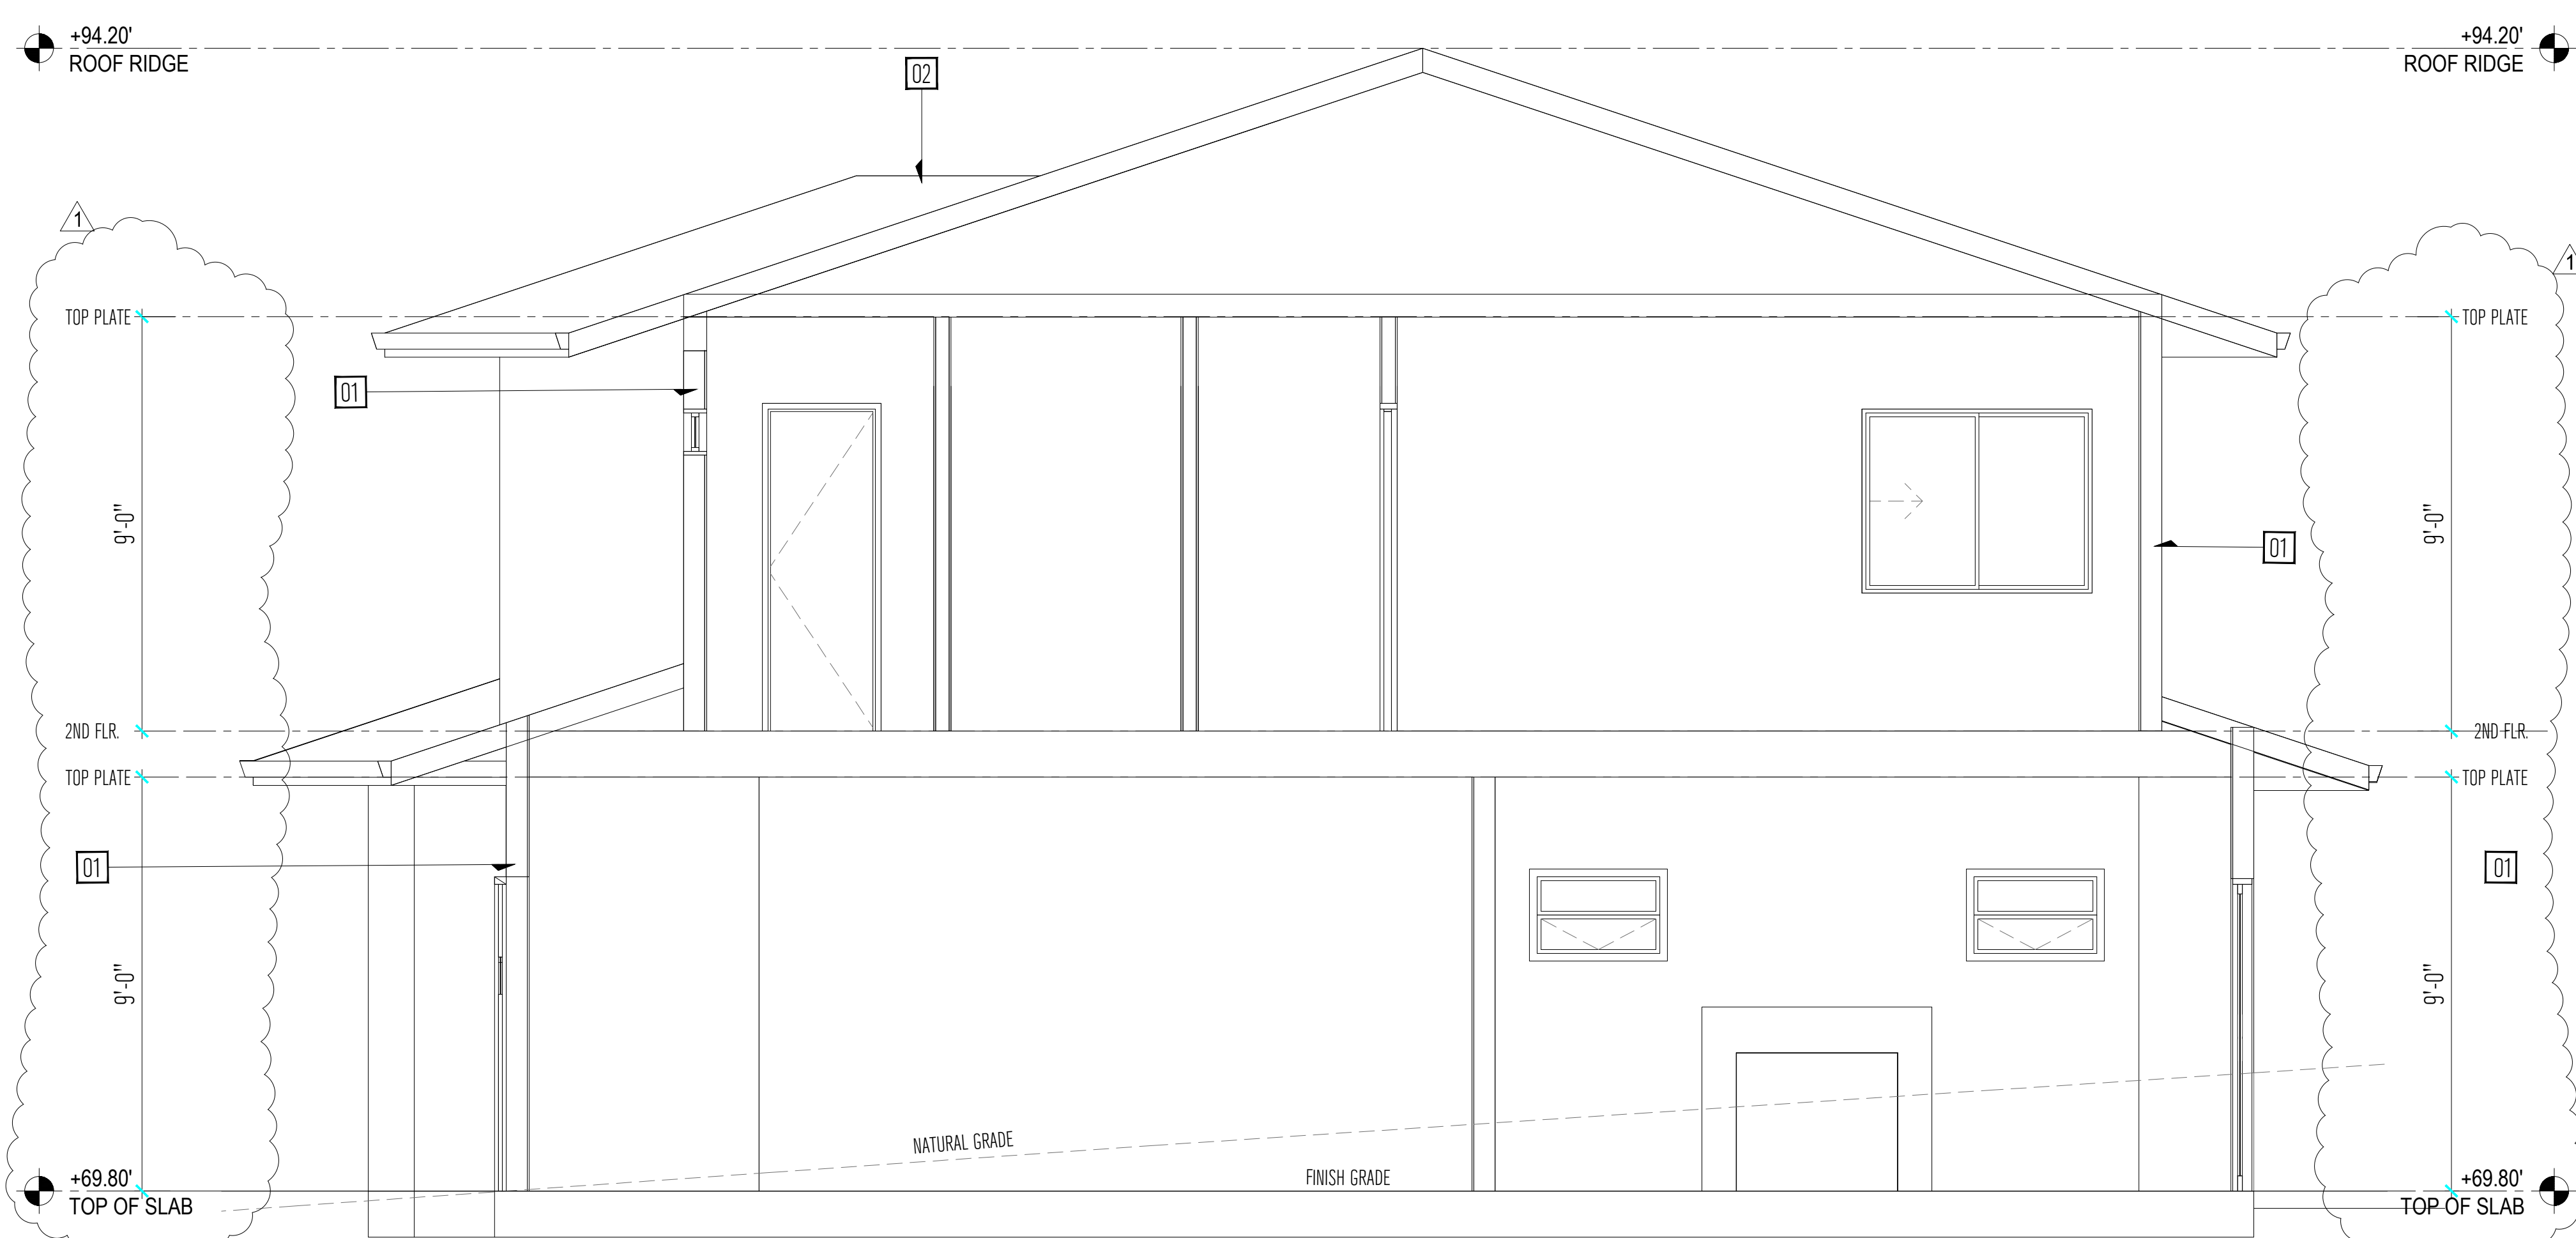 +94.20'
ROOF RIDGE
+94.20'
ROOF RIDGE
02
1
1
TOP PLATE
TOP PLATE
01
9'-0"
9'-0"
01
2ND FLR.
2ND FLR.
TOP PLATE
TOP PLATE
01
01
9'-0"
9'-0"
NATURAL GRADE
FINISH GRADE
+69.80'
TOP OF SLAB
+69.80'
TOP OF SLAB